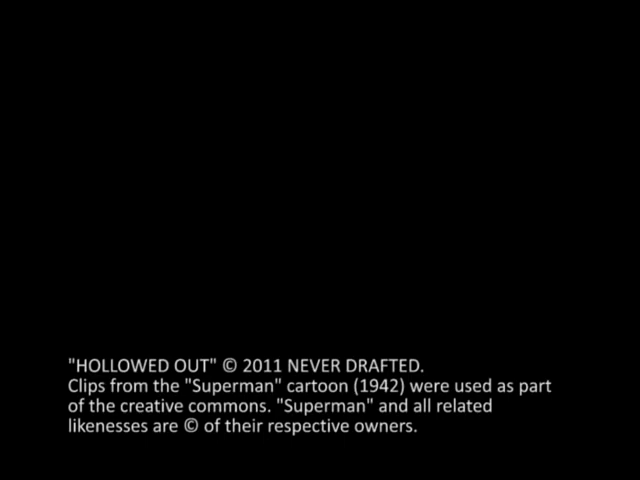 "HOLLOWED OUT" © 2011 NEVER DRAFTED.
Clips from the "Superman" cartoon (1942) were used as part
of the creative commons. "Superman" and all related
likenesses are © of their respective owners.